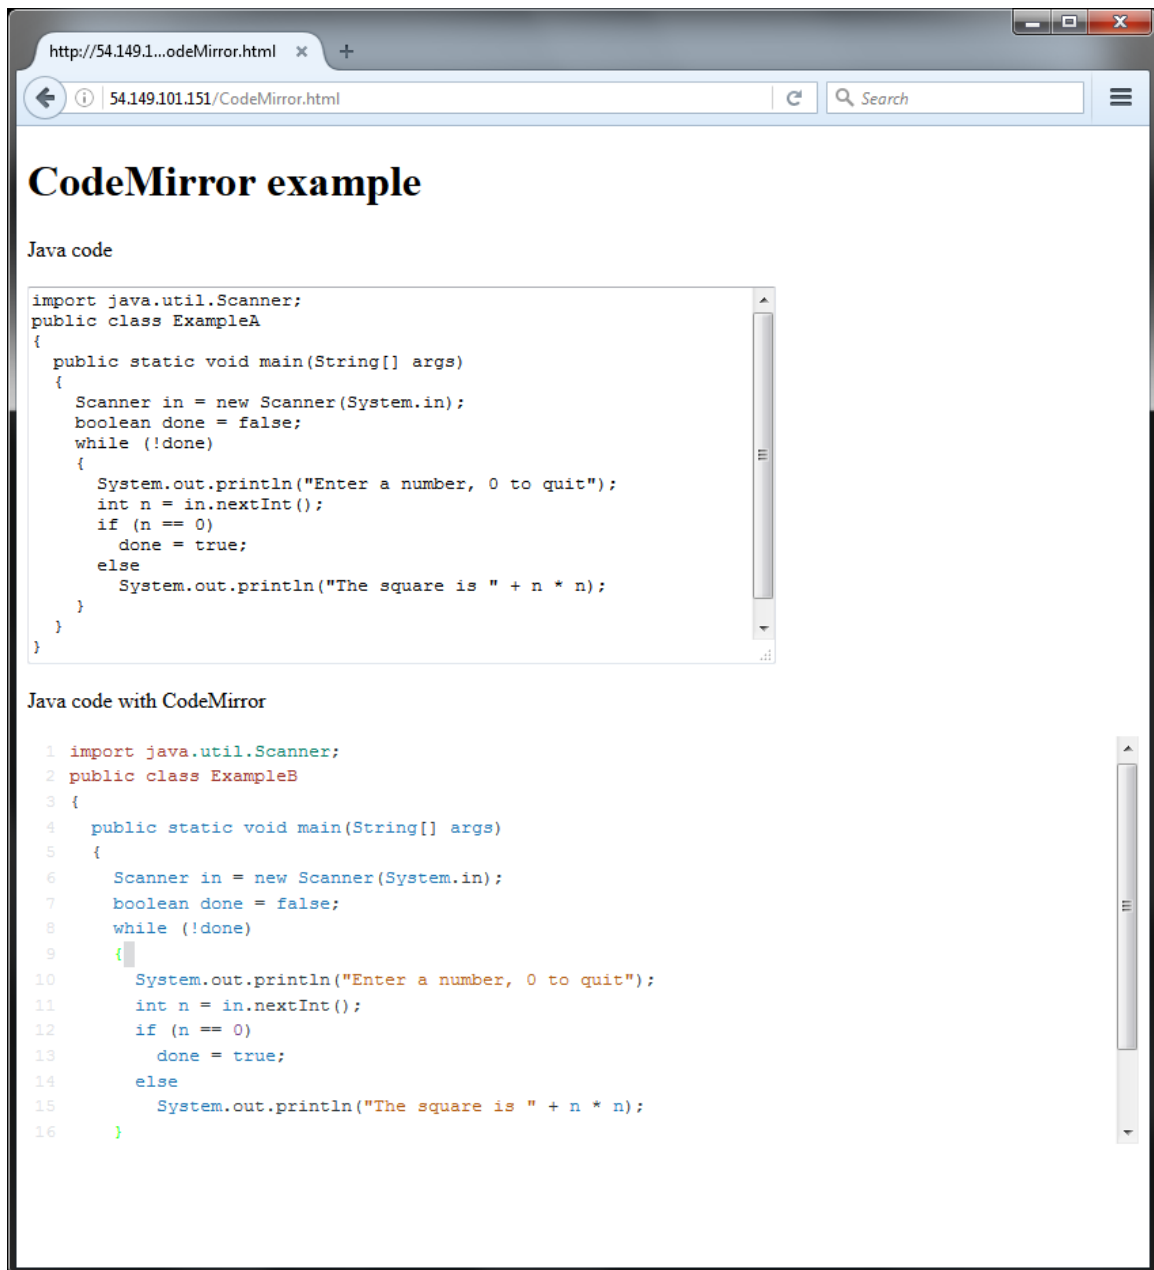 http://54.149.1...odeMirror.html
54.149.101.151/CodeMirror.html
Search
CodeMirror example
Java code
import java.util.Scanner;
public class ExampleA
{
  public static void main(String[] args)
  {
    Scanner in = new Scanner(System.in);
    boolean done = false;
    while (!done)
    {
      System.out.println("Enter a number, 0 to quit");
      int n = in.nextInt();
      if (n == 0)
        done = true;
      else
        System.out.println("The square is " + n * n);
    }
  }
}
Java code with CodeMirror
1 import java.util.Scanner;
2 public class ExampleB
3 {
4   public static void main(String[] args)
5   {
6     Scanner in = new Scanner(System.in);
7     boolean done = false;
8     while (!done)
9     {
10       System.out.println("Enter a number, 0 to quit");
11       int n = in.nextInt();
12       if (n == 0)
13         done = true;
14       else
15         System.out.println("The square is " + n * n);
16     }